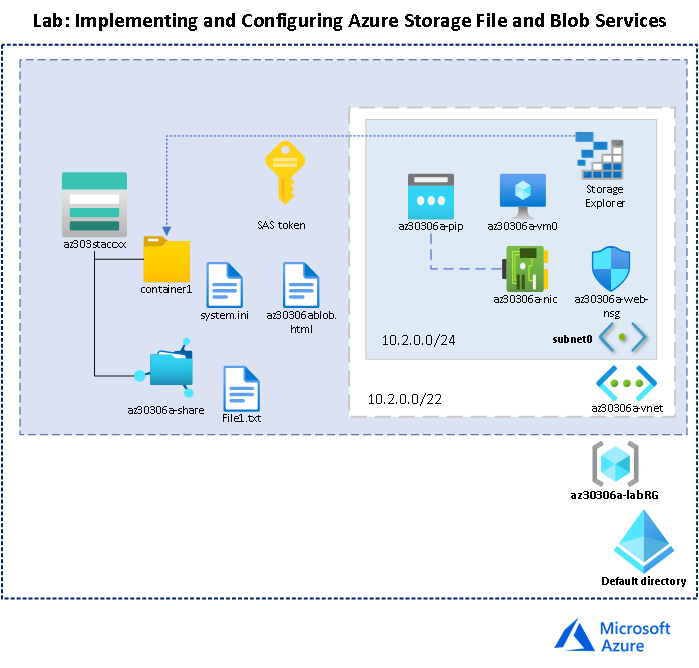 Lab: Implementing and Configuring Azure Storage File and Blob Services
Storage
Explorer
SAS token
az30306a-pip
az30306a-vm0
az303staccxx
container1
system.ini
az30306ablob.
html
az30306a-nic
az30306a-web-
nsg
10.2.0.0/24
subnet0
10.2.0.0/22
az30306a-vnet
az30306a-share
File1.txt
az30306a-labRG
Default directory
Microsoft
Azure